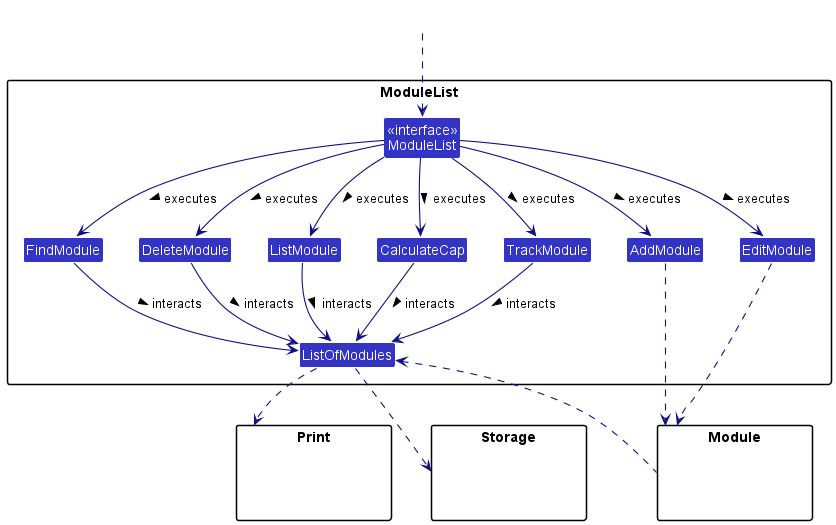 ModuleList
«interface»
ModuleList
executes executes executes executes executes executes executes
FindModule DeleteModule ListModule CalculateCap TrackModule AddModule EditModule
interacts interacts interacts interacts interacts
ListOfModules
Print Storage Module